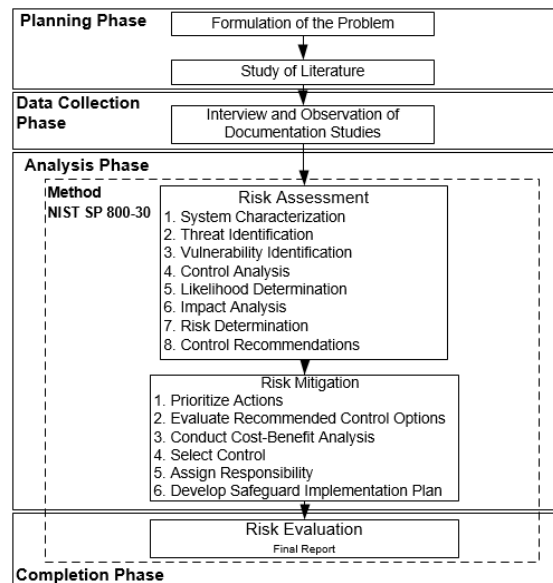 Planning Phase
Formulation of the Problem
Study of Literature
Data Collection
Phase
Interview and Observation of
Documentation Studies
Analysis Phase
Method
NIST SP 800-30
Risk Assessment
1. System Characterization
2. Threat Identification
3. Vulnerability Identification
4. Control Analysis
5. Likelihood Determination
6. Impact Analysis
7. Risk Determination
8. Control Recommendations
Risk Mitigation
1. Prioritize Actions
2. Evaluate Recommended Control Options
3. Conduct Cost-Benefit Analysis
4. Select Control
5. Assign Responsibility
6. Develop Safeguard Implementation Plan
Risk Evaluation
Final Report
Completion Phase